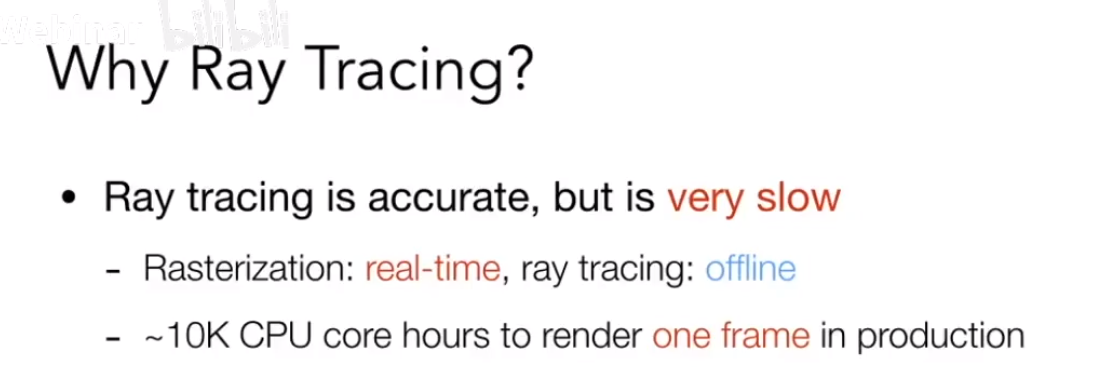 Webinar bilibili
Why Ray Tracing?
• Ray tracing is accurate, but is very slow
- Rasterization: real-time, ray tracing: offline
- ~10K CPU core hours to render one frame in production